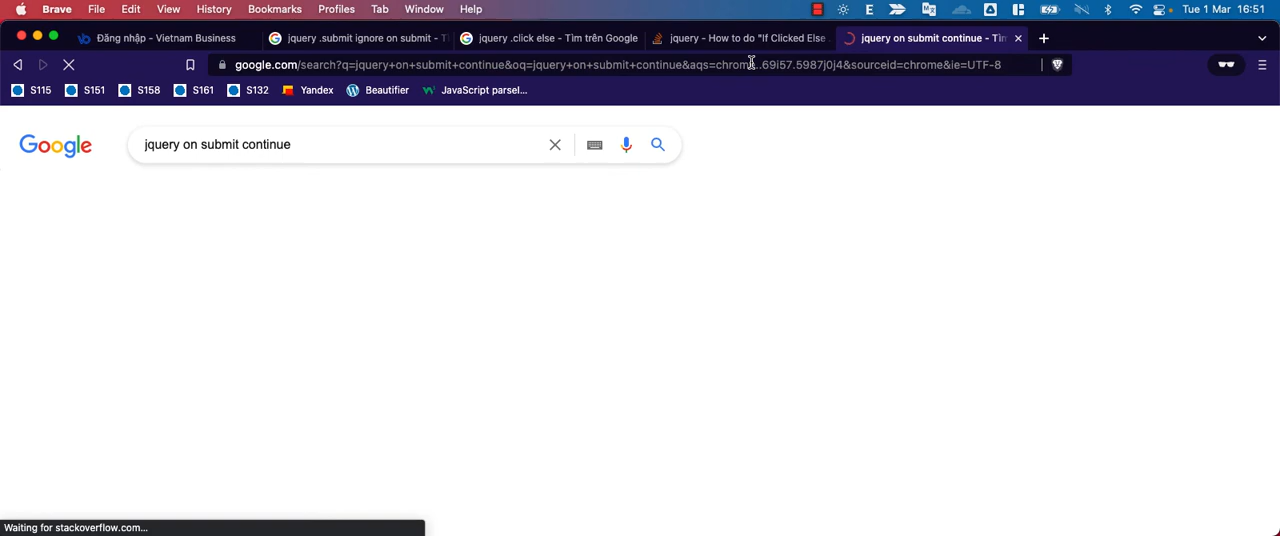 Brave File Edit View History Bookmarks Profiles Tab Window Help Tue 1 Mar 16:51
Đăng nhập - Vietnam Business jquery .submit ignore on submit - T jquery .click else - Tìm trên Google jquery - How to do "If Clicked Else jquery on submit continue - Tìm
google.com/search?q=jquery+on+submit+continue&oq=jquery+on+submit+continue&aqs=chrome..69i57.5987j0j4&sourceid=chrome&ie=UTF-8
S115 S151 S158 S161 S132 Yandex Beautifier JavaScript parsel...
Google jquery on submit continue
Waiting for stackoverflow.com...